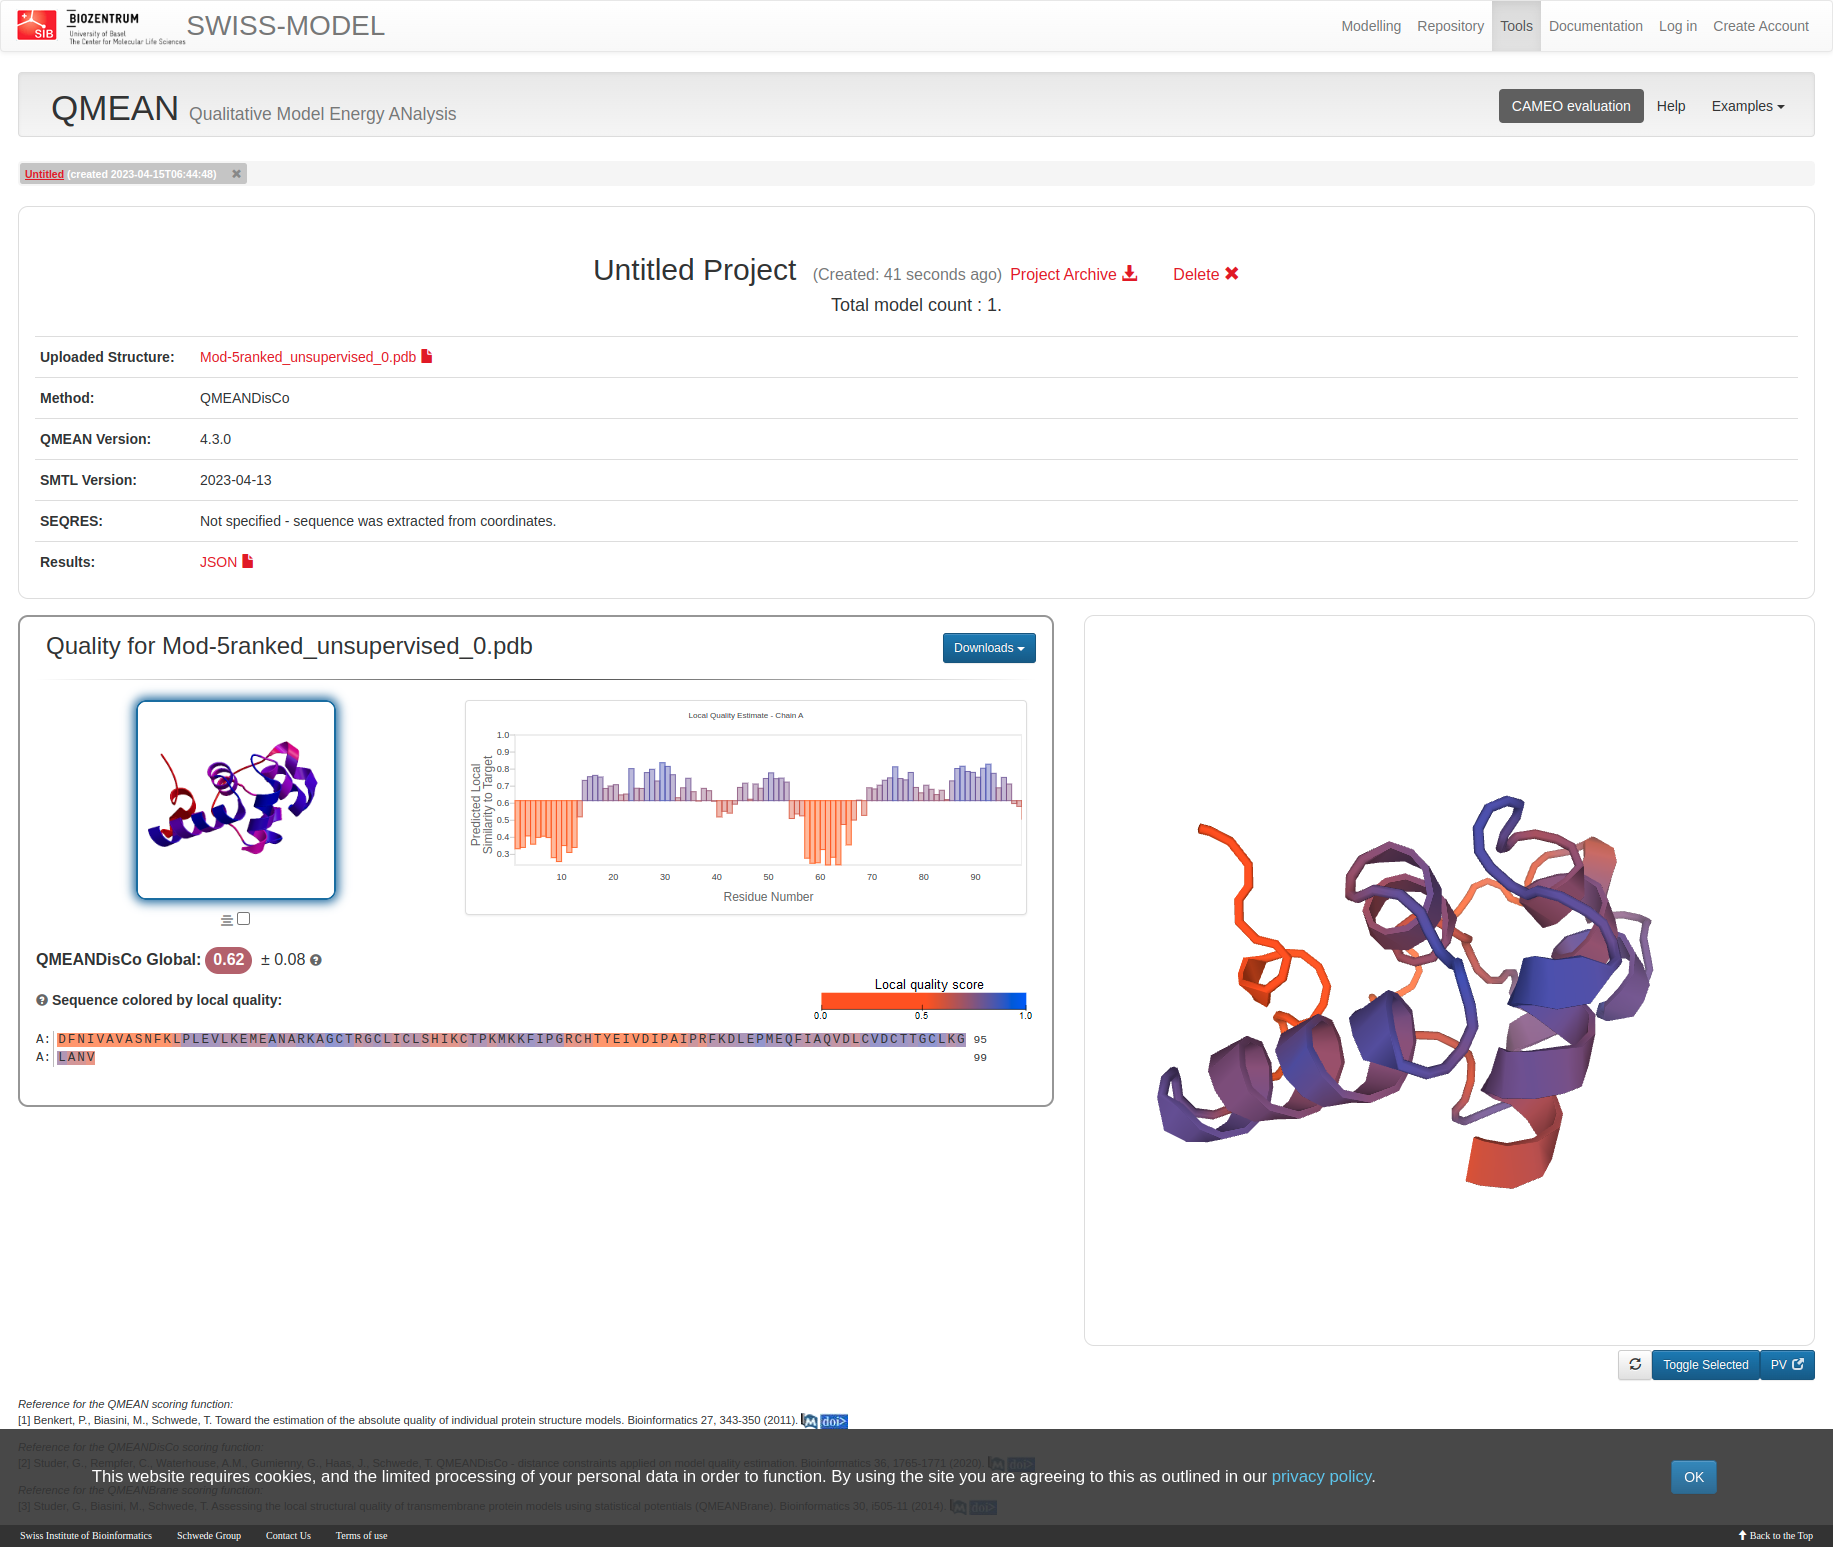 SIB
BIOZENTRUM
University of Basel
The Center for Molecular Life Sciences
SWISS-MODEL
Modelling
Repository
Tools
Documentation
Log in
Create Account
QMEAN Qualitative Model Energy ANalysis
CAMEO evaluation
Help
Examples
Untitled (created 2023-04-15T06:44:48) ✖
Untitled Project (Created: 41 seconds ago) Project Archive Delete ✖
Total model count : 1.
Uploaded Structure: Mod-5ranked_unsupervised_0.pdb
Method: QMEANDisCo
QMEAN Version: 4.3.0
SMTL Version: 2023-04-13
SEQRES: Not specified - sequence was extracted from coordinates.
Results: JSON
Quality for Mod-5ranked_unsupervised_0.pdb
Downloads
Local Quality Estimate - Chain A
Predicted Local
Similarity to Target
1.0
0.9
0.8
0.7
0.6
0.5
0.4
0.3
10 20 30 40 50 60 70 80 90
Residue Number
QMEANDisCo Global: 0.62 ± 0.08
Sequence colored by local quality:
Local quality score
0.0 0.5 1.0
A: DFNIVAVASNFKLPLEVLKEMEANARKAGCTRGCLICLSHIKCTPKMKKFIPGRCHTYEIVDIPAIPRFKDLEPMEQFIAQVDLCVDCTTGCLKG 95
A: LANV 99
Toggle Selected
PV
Reference for the QMEAN scoring function:
[1] Benkert, P., Biasini, M., Schwede, T. Toward the estimation of the absolute quality of individual protein structure models. Bioinformatics 27, 343-350 (2011). doi>
Reference for the QMEANDisCo scoring function:
[2] Studer, G., Rempfer, C., Waterhouse, A.M., Gumienny, G., Haas, J., Schwede, T. QMEANDisCo - distance constraints applied on model quality estimation. Bioinformatics 36, 1765-1771 (2020). doi>
This website requires cookies, and the limited processing of your personal data in order to function. By using the site you are agreeing to this as outlined in our privacy policy.
OK
Reference for the QMEANBrane scoring function:
[3] Studer, G., Biasini, M., Schwede, T. Assessing the local structural quality of transmembrane protein models using statistical potentials (QMEANBrane). Bioinformatics 30, i505-11 (2014). doi>
Swiss Institute of Bioinformatics
Schwede Group
Contact Us
Terms of use
Back to the Top